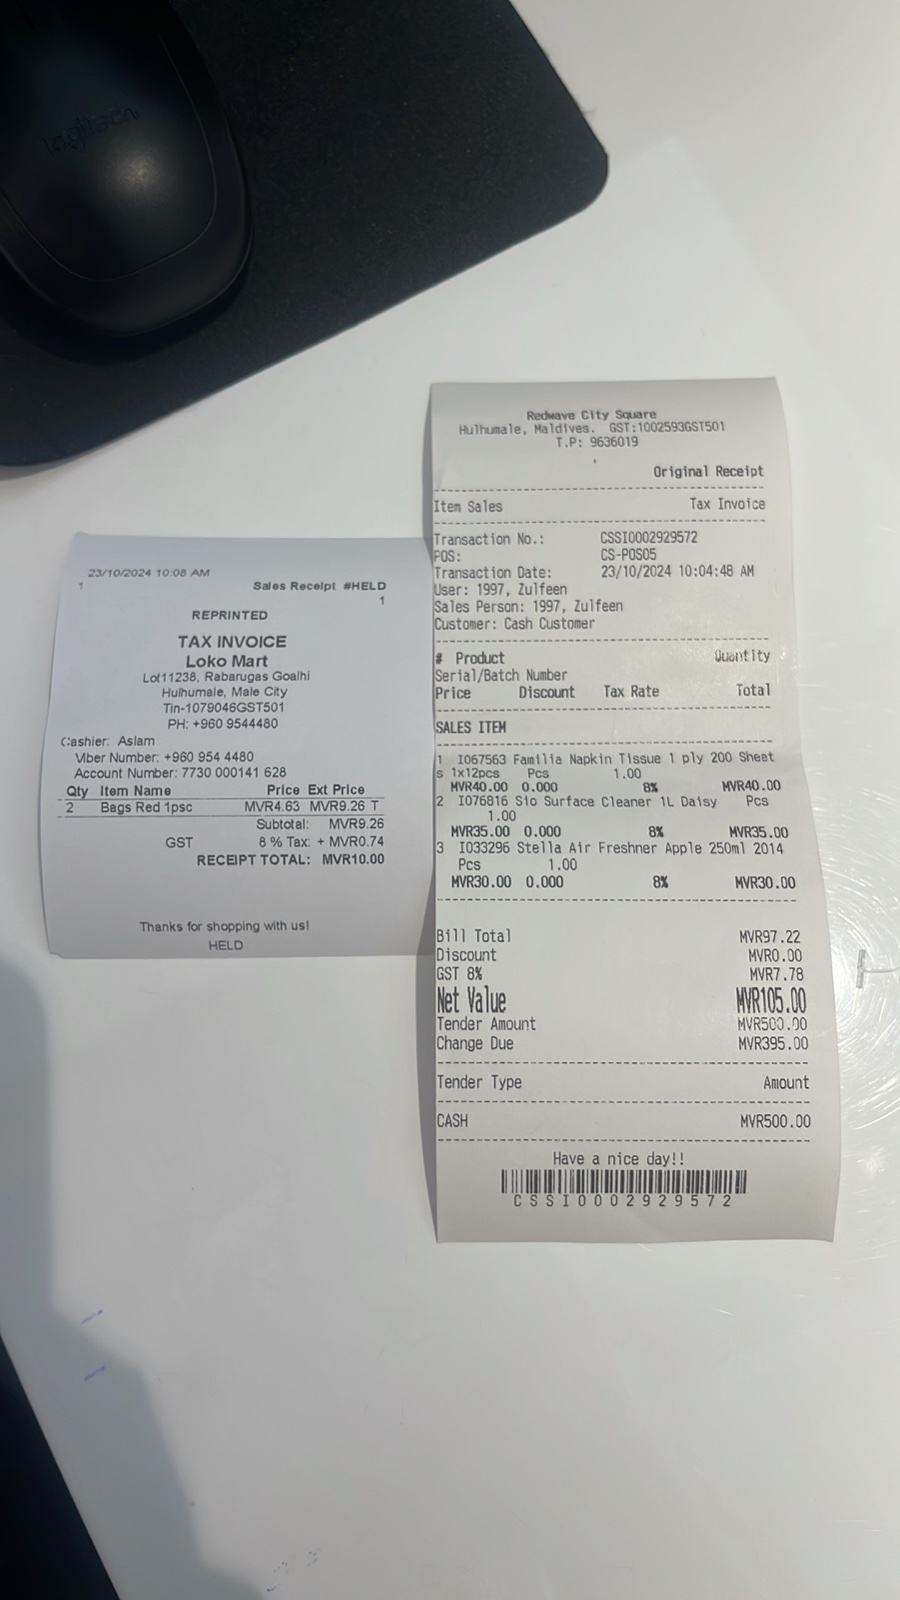 logitech
23/10/2024 10:08 AM
1 Sales Receipt #HELD
1
REPRINTED
TAX INVOICE
Loko Mart
Lot11238, Rabarugas Goalhi
Hulhumale, Male City
Tin-1079046GST501
PH: +960 9544480
Cashier: Aslam
Viber Number: +960 954 4480
Account Number: 7730 000141 628
Qty Item Name Price Ext Price
2 Bags Red 1psc MVR4.63 MVR9.26 T
Subtotal: MVR9.26
GST 8 % Tax: + MVR0.74
RECEIPT TOTAL: MVR10.00
Thanks for shopping with us!
HELD
Redwave City Square
Hulhumale, Maldives. GST:1002593GST501
T.P: 9636019
Original Receipt
Item Sales Tax Invoice
Transaction No.: CSSI0002929572
POS: CS-POS05
Transaction Date: 23/10/2024 10:04:48 AM
User: 1997, Zulfeen
Sales Person: 1997, Zulfeen
Customer: Cash Customer
# Product Quantity
Serial/Batch Number
Price Discount Tax Rate Total
SALES ITEM
1 I067563 Familia Napkin Tissue 1 ply 200 Sheet
s 1x12pcs Pcs 1.00
MVR40.00 0.000 8% MVR40.00
2 I076816 Sio Surface Cleaner 1L Daisy Pcs
1.00
MVR35.00 0.000 8% MVR35.00
3 I033296 Stella Air Freshner Apple 250ml 2014
Pcs 1.00
MVR30.00 0.000 8% MVR30.00
Bill Total MVR97.22
Discount MVR0.00
GST 8% MVR7.78
Net Value MVR105.00
Tender Amount MVR500.00
Change Due MVR395.00
Tender Type Amount
CASH MVR500.00
Have a nice day!!
CSSI0002929572